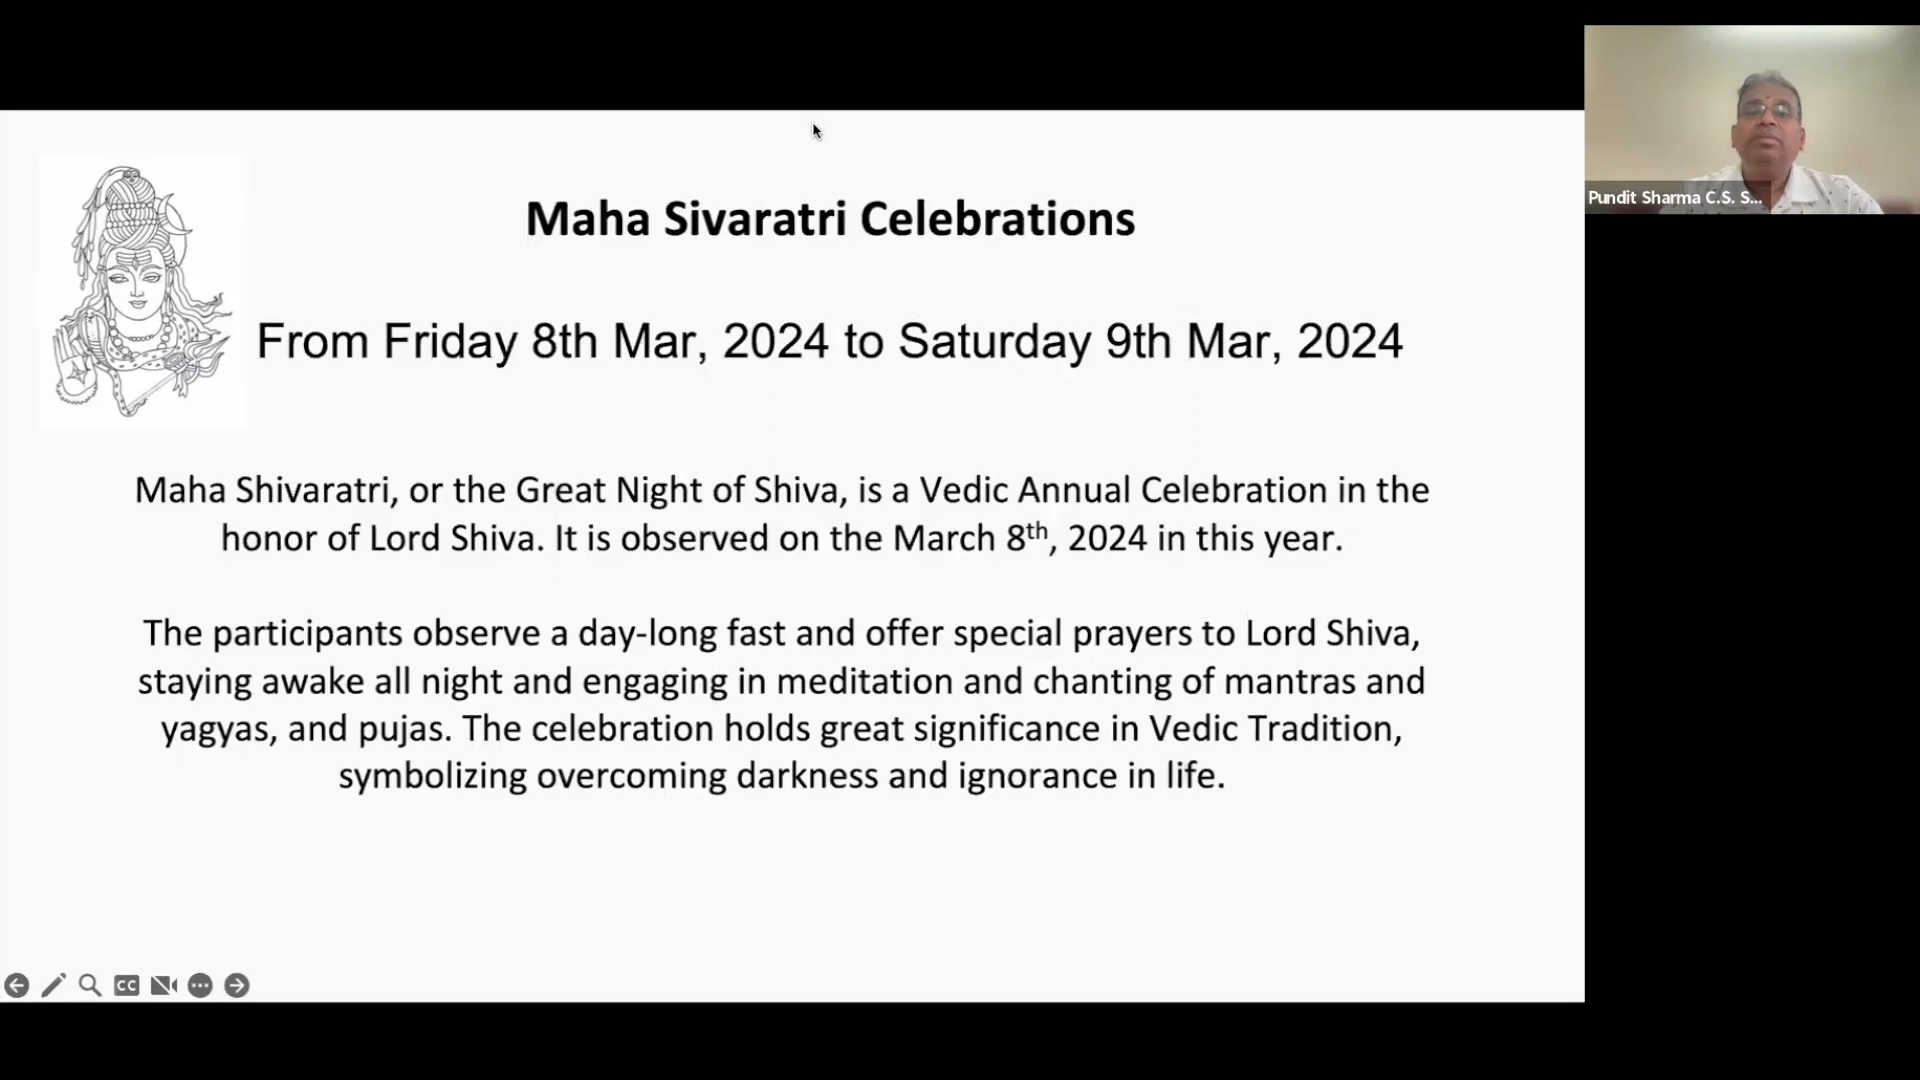 Maha Sivaratri Celebrations
From Friday 8th Mar, 2024 to Saturday 9th Mar, 2024
Maha Shivaratri, or the Great Night of Shiva, is a Vedic Annual Celebration in the
honor of Lord Shiva. It is observed on the March 8th, 2024 in this year.
The participants observe a day-long fast and offer special prayers to Lord Shiva,
staying awake all night and engaging in meditation and chanting of mantras and
yagyas, and pujas. The celebration holds great significance in Vedic Tradition,
symbolizing overcoming darkness and ignorance in life.
Pundit Sharma C.S. S...
CC